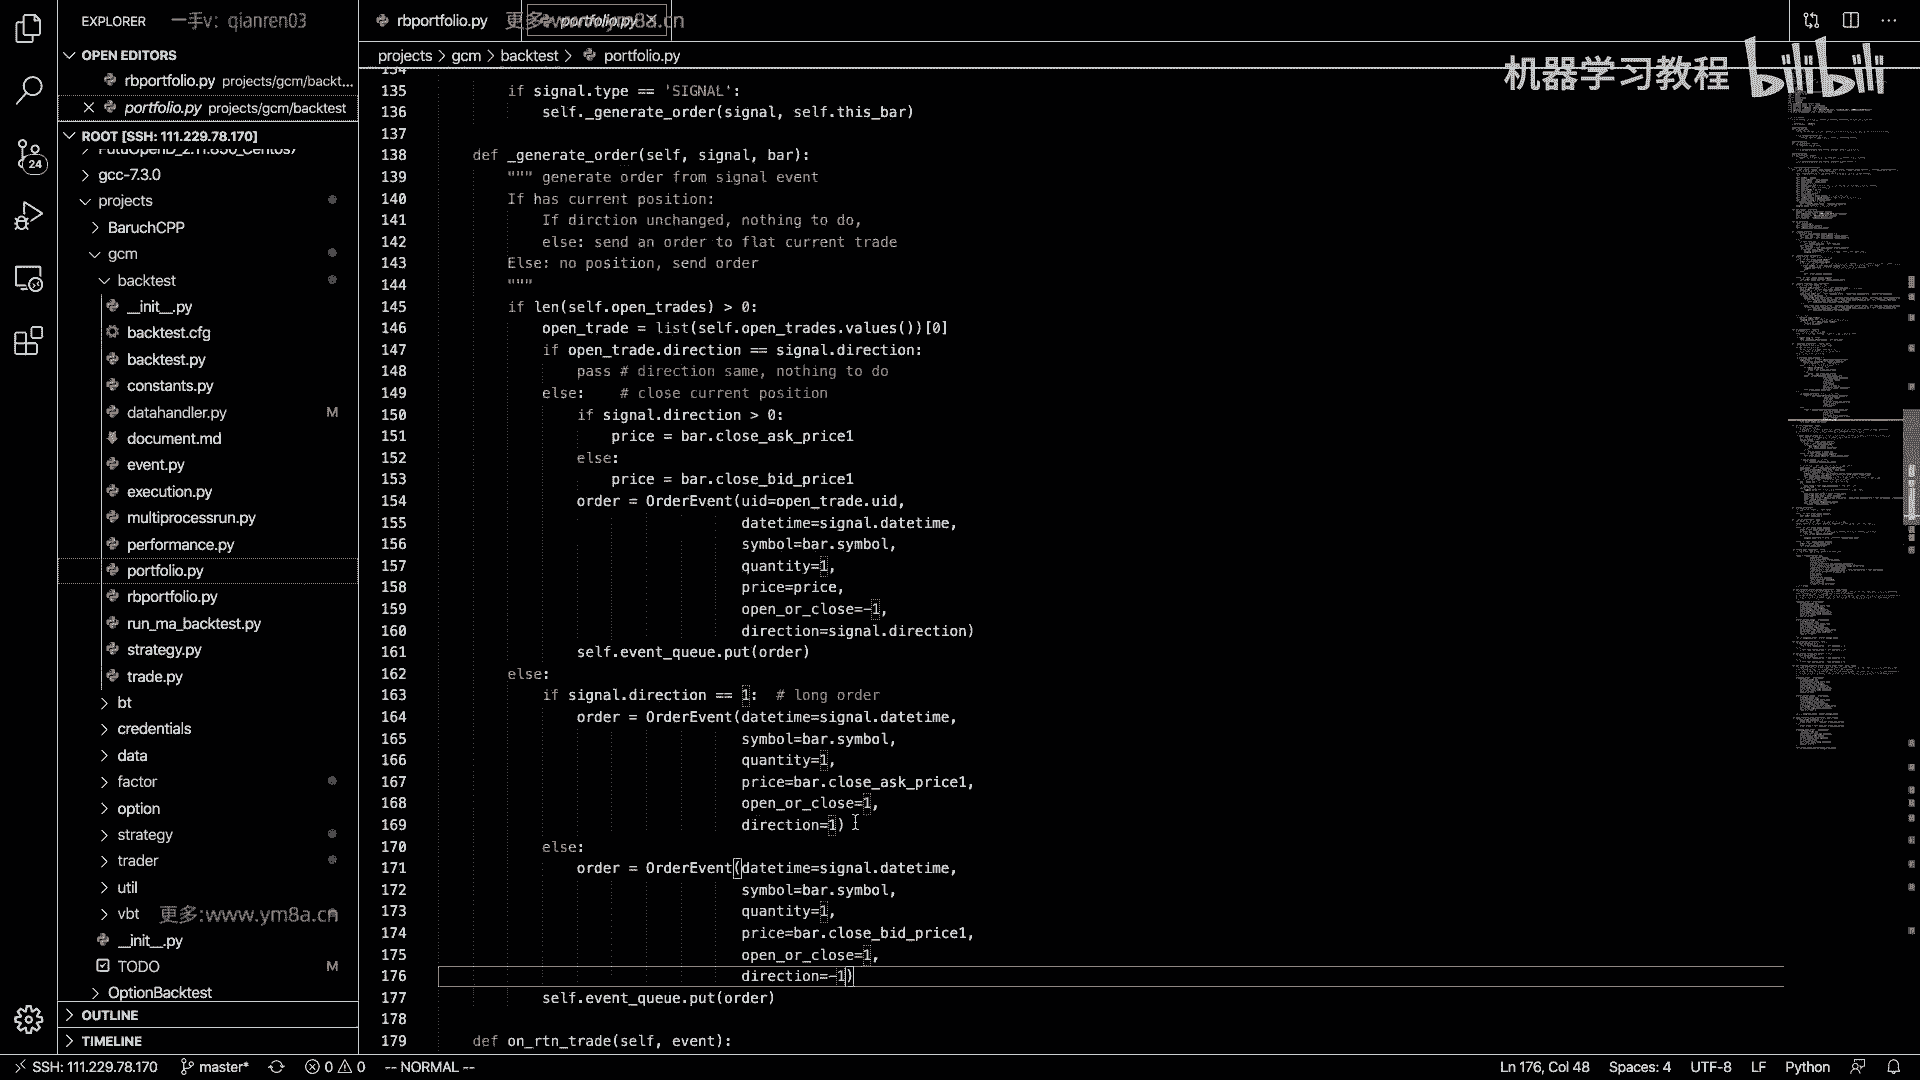 EXPLORER
一手v: qianren03
OPEN EDITORS
rbportfolio.py projects/gcm/backt...
portfolio.py projects/gcm/backtest
ROOT [SSH: 111.229.78.170]
gcc-7.3.0
projects
BaruchCPP
gcm
backtest
__init__.py
backtest.cfg
backtest.py
constants.py
datahandler.py M
document.md
event.py
execution.py
multiprocessrun.py
performance.py
portfolio.py
rbportfolio.py
run_ma_backtest.py
strategy.py
trade.py
bt
credentials
data
factor
option
strategy
trader
util
vbt
更多:www.ym8a.cn
__init__.py
TODO M
OptionBacktest
OUTLINE
TIMELINE
24
rbportfolio.py
portfolio.py
projects > gcm > backtest > portfolio.py
机器学习教程 bilibili
134
135 if signal.type == 'SIGNAL':
136 self._generate_order(signal, self.this_bar)
137
138 def _generate_order(self, signal, bar):
139 """ generate order from signal event
140 If has current position:
141 If dirction unchanged, nothing to do,
142 else: send an order to flat current trade
143 Else: no position, send order
144 """
145 if len(self.open_trades) > 0:
146 open_trade = list(self.open_trades.values())[0]
147 if open_trade.direction == signal.direction:
148 pass # direction same, nothing to do
149 else: # close current position
150 if signal.direction > 0:
151 price = bar.close_ask_price1
152 else:
153 price = bar.close_bid_price1
154 order = OrderEvent(uid=open_trade.uid,
155 datetime=signal.datetime,
156 symbol=bar.symbol,
157 quantity=1,
158 price=price,
159 open_or_close=-1,
160 direction=signal.direction)
161 self.event_queue.put(order)
162 else:
163 if signal.direction == 1: # long order
164 order = OrderEvent(datetime=signal.datetime,
165 symbol=bar.symbol,
166 quantity=1,
167 price=bar.close_ask_price1,
168 open_or_close=1,
169 direction=1)
170 else:
171 order = OrderEvent(datetime=signal.datetime,
172 symbol=bar.symbol,
173 quantity=1,
174 price=bar.close_bid_price1,
175 open_or_close=1,
176 direction=-1)
177 self.event_queue.put(order)
178
179 def on_rtn_trade(self, event):
SSH: 111.229.78.170 master* 0 0 -- NORMAL -- Ln 176, Col 48 Spaces: 4 UTF-8 LF Python